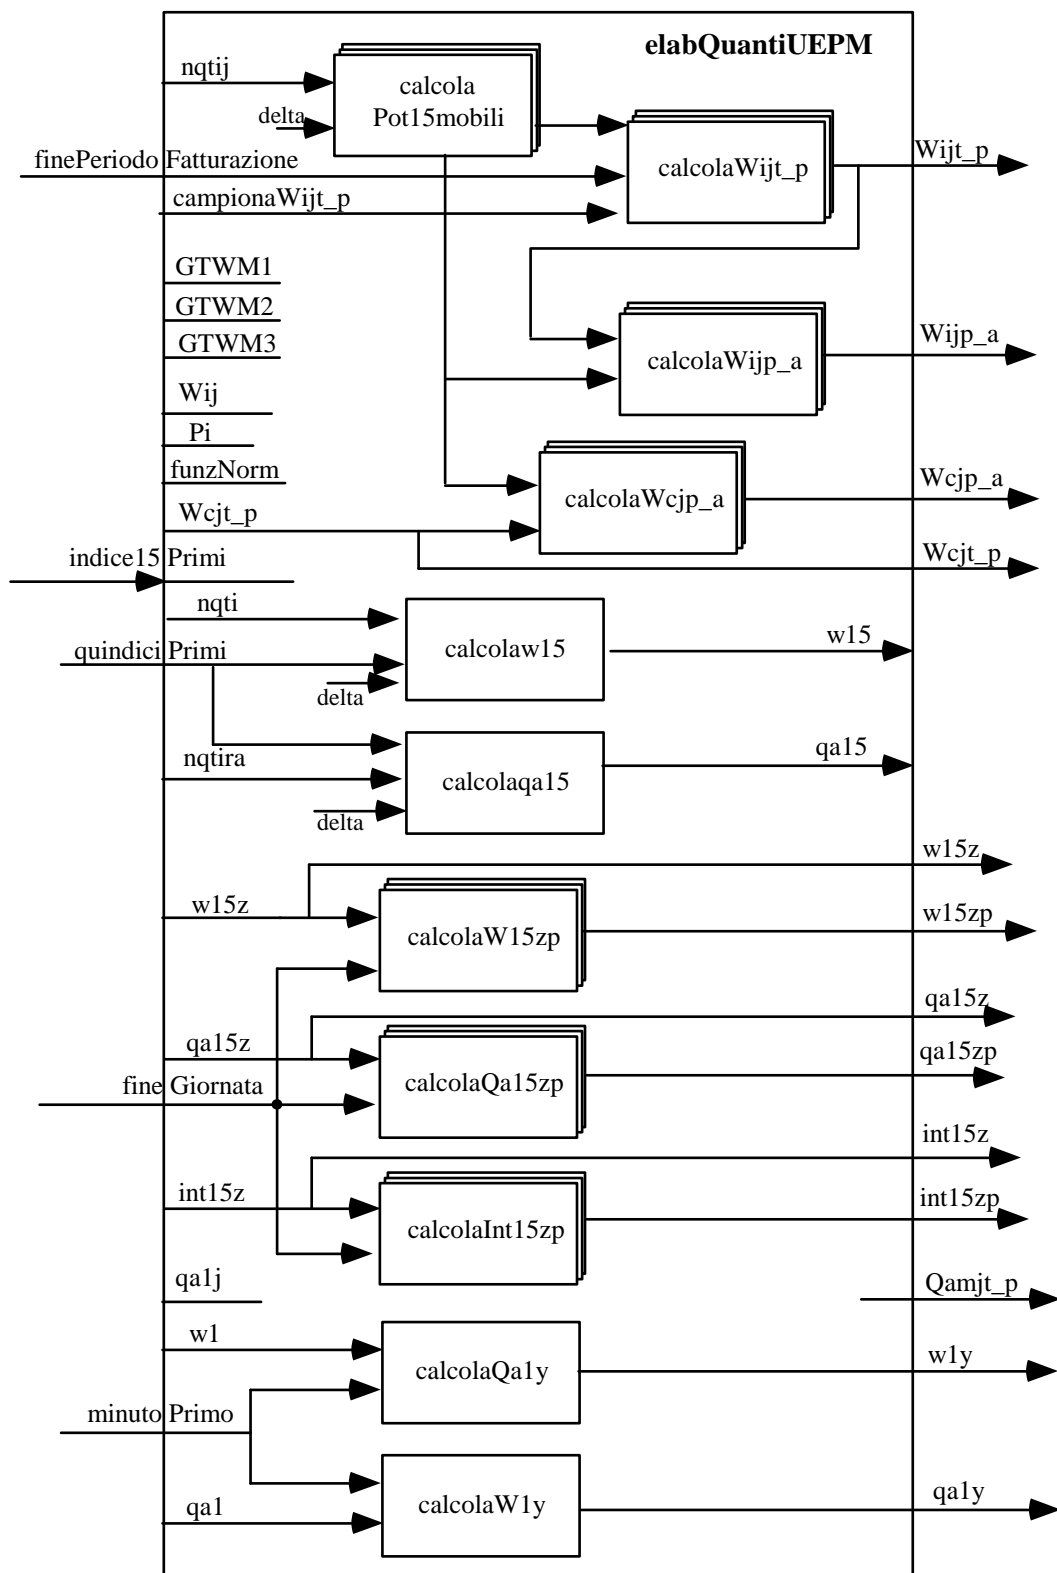 elabQuantiUEPM
nqtij
calcola
Pot15mobili
delta
finePeriodo Fatturazione
calcolaWijt_p
Wijt_p
campionaWijt_p
GTWM1
GTWM2
GTWM3
calcolaWijp_a
Wijp_a
Wij
Pi
funzNorm
calcolaWcjp_a
Wcjp_a
Wcjt_p
Wcjt_p
indice15 Primi
nqti
calcolaw15
w15
quindici Primi
delta
nqtira
calcolaqa15
qa15
delta
w15z
w15z
calcolaW15zp
w15zp
qa15z
qa15z
calcolaQa15zp
qa15zp
fine Giornata
int15z
int15z
calcolaInt15zp
int15zp
qa1j
Qamjt_p
w1
calcolaQa1y
w1y
minuto Primo
qa1
calcolaW1y
qa1y